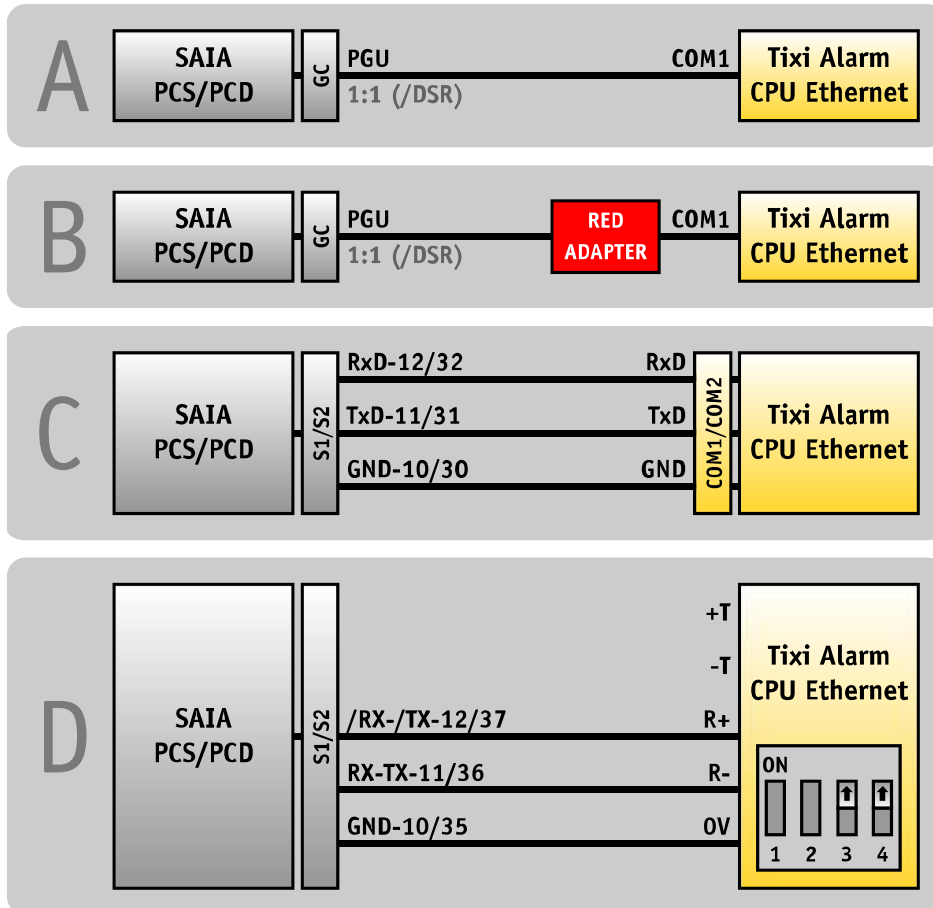 A
SAIA
PCS/PCD
GC
PGU
1:1 (/DSR)
COM1
Tixi Alarm
CPU Ethernet
B
SAIA
PCS/PCD
GC
PGU
1:1 (/DSR)
RED
ADAPTER
COM1
Tixi Alarm
CPU Ethernet
C
SAIA
PCS/PCD
S1/S2
RxD-12/32
TxD-11/31
GND-10/30
RxD
TxD
GND
COM1/COM2
Tixi Alarm
CPU Ethernet
D
SAIA
PCS/PCD
S1/S2
/RX-/TX-12/37
RX-TX-11/36
GND-10/35
+T
-T
R+
R-
0V
Tixi Alarm
CPU Ethernet
ON
1 2 3 4